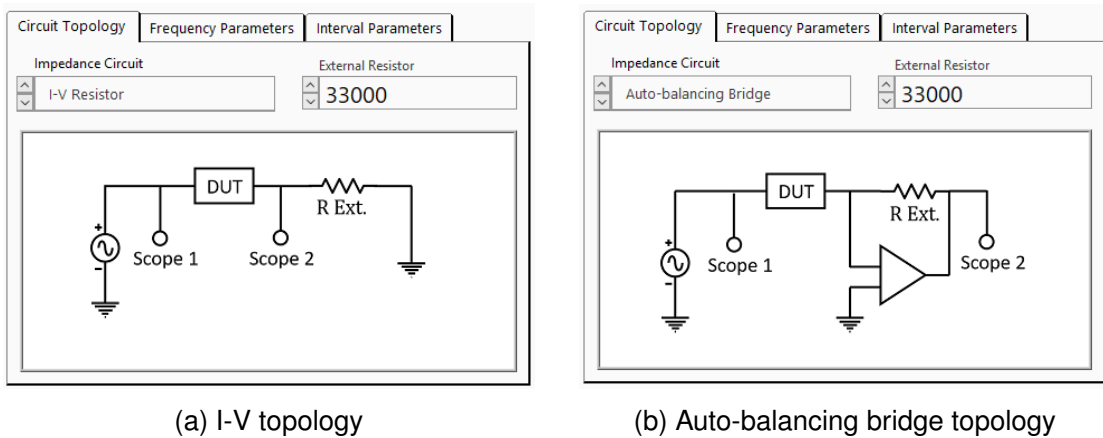 Circuit Topology Frequency Parameters Interval Parameters
Impedance Circuit External Resistor
I-V Resistor 33000
DUT
R Ext.
+
-
Scope 1 Scope 2
(a) I-V topology
Circuit Topology Frequency Parameters Interval Parameters
Impedance Circuit External Resistor
Auto-balancing Bridge 33000
DUT
R Ext.
+
-
Scope 1 Scope 2
(b) Auto-balancing bridge topology